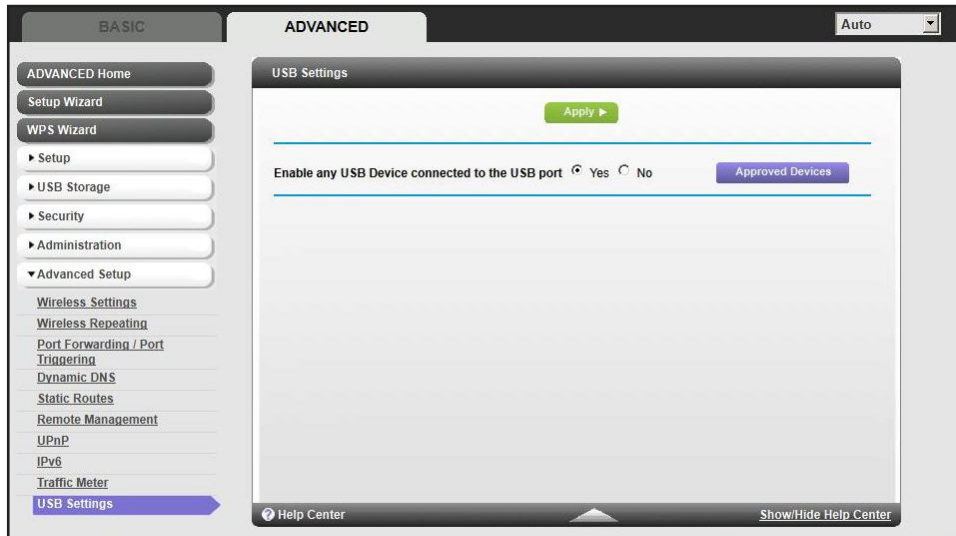 BASIC
ADVANCED
Auto
ADVANCED Home
Setup Wizard
WPS Wizard
Setup
USB Storage
Security
Administration
Advanced Setup
Wireless Settings
Wireless Repeating
Port Forwarding / Port
Triggering
Dynamic DNS
Static Routes
Remote Management
UPnP
IPv6
Traffic Meter
USB Settings
USB Settings
Apply
Enable any USB Device connected to the USB port Yes No Approved Devices
Help Center
Show/Hide Help Center